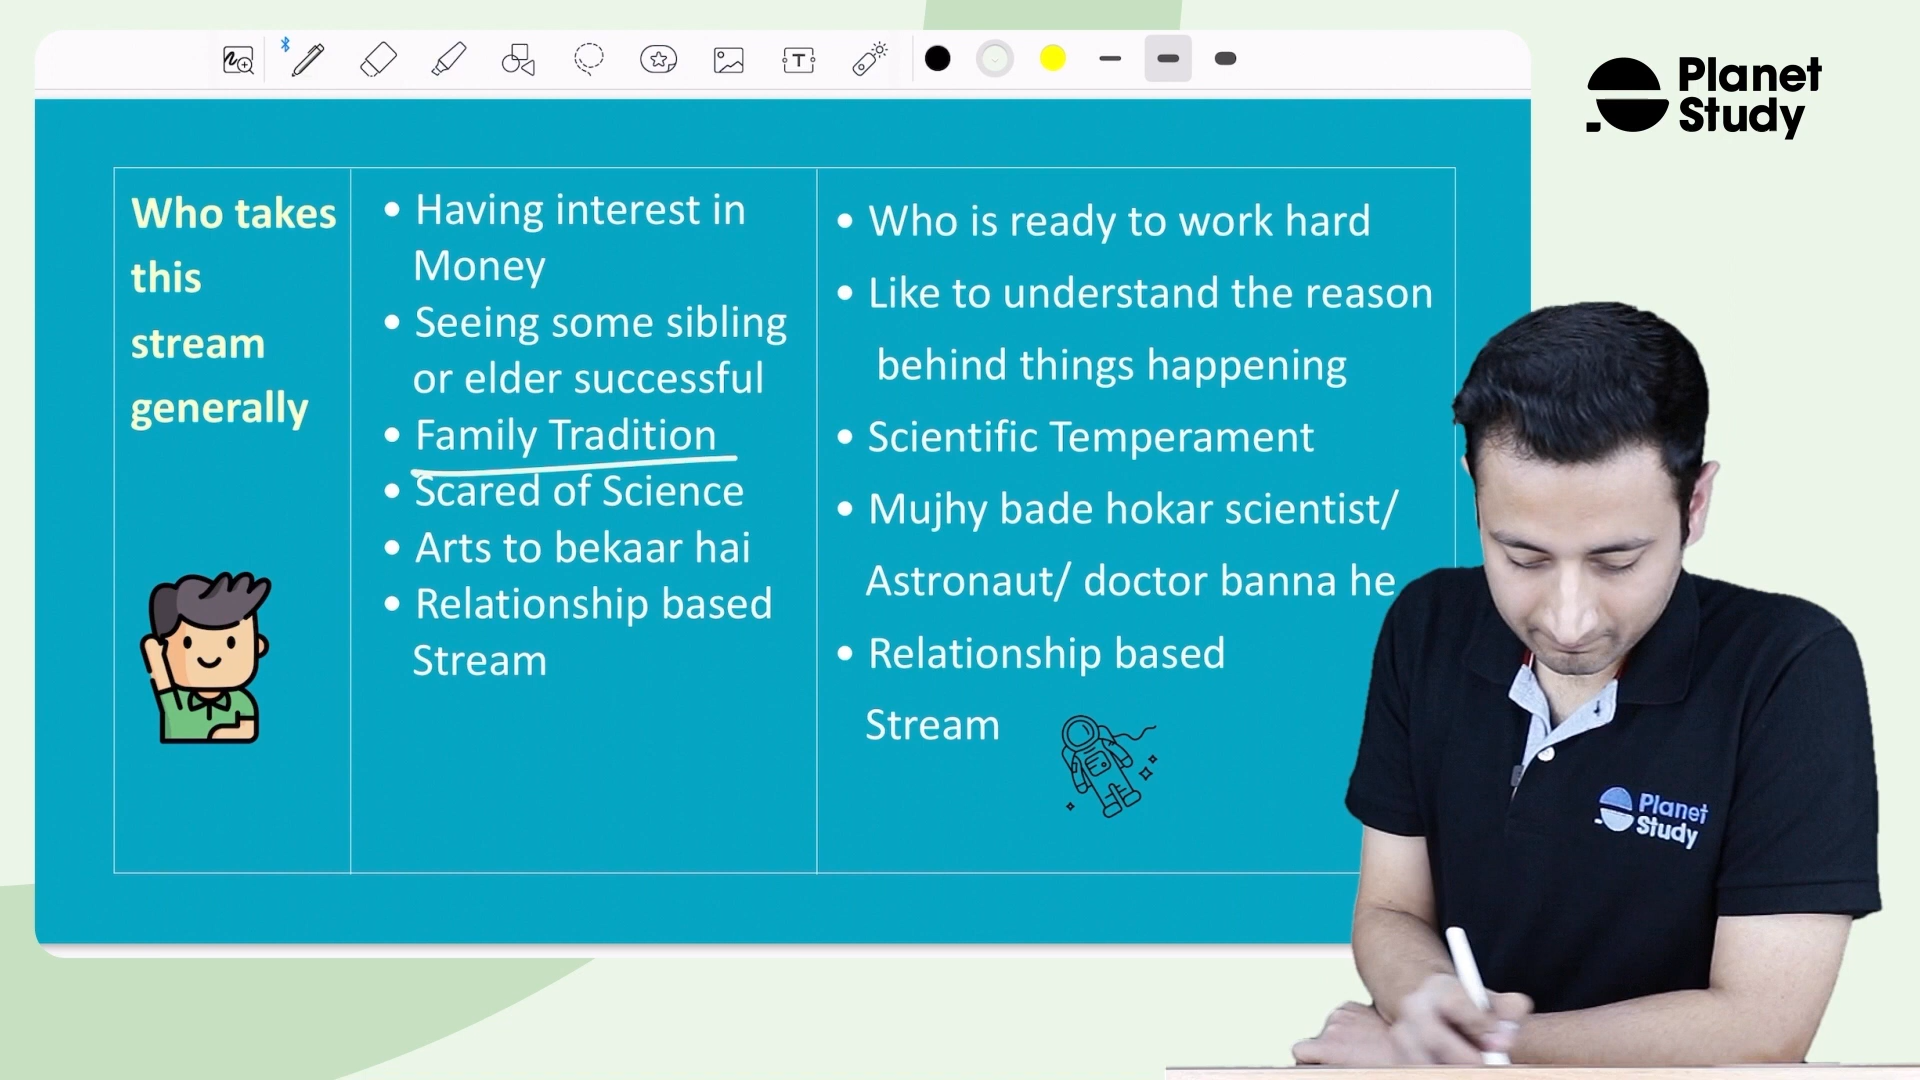 Planet
Study
Who takes
this
stream
generally
• Having interest in
Money
• Seeing some sibling
or elder successful
• Family Tradition
• Scared of Science
• Arts to bekaar hai
• Relationship based
Stream
• Who is ready to work hard
• Like to understand the reason
behind things happening
• Scientific Temperament
• Mujhy bade hokar scientist/
Astronaut/ doctor banna he
• Relationship based
Stream
Planet
Study